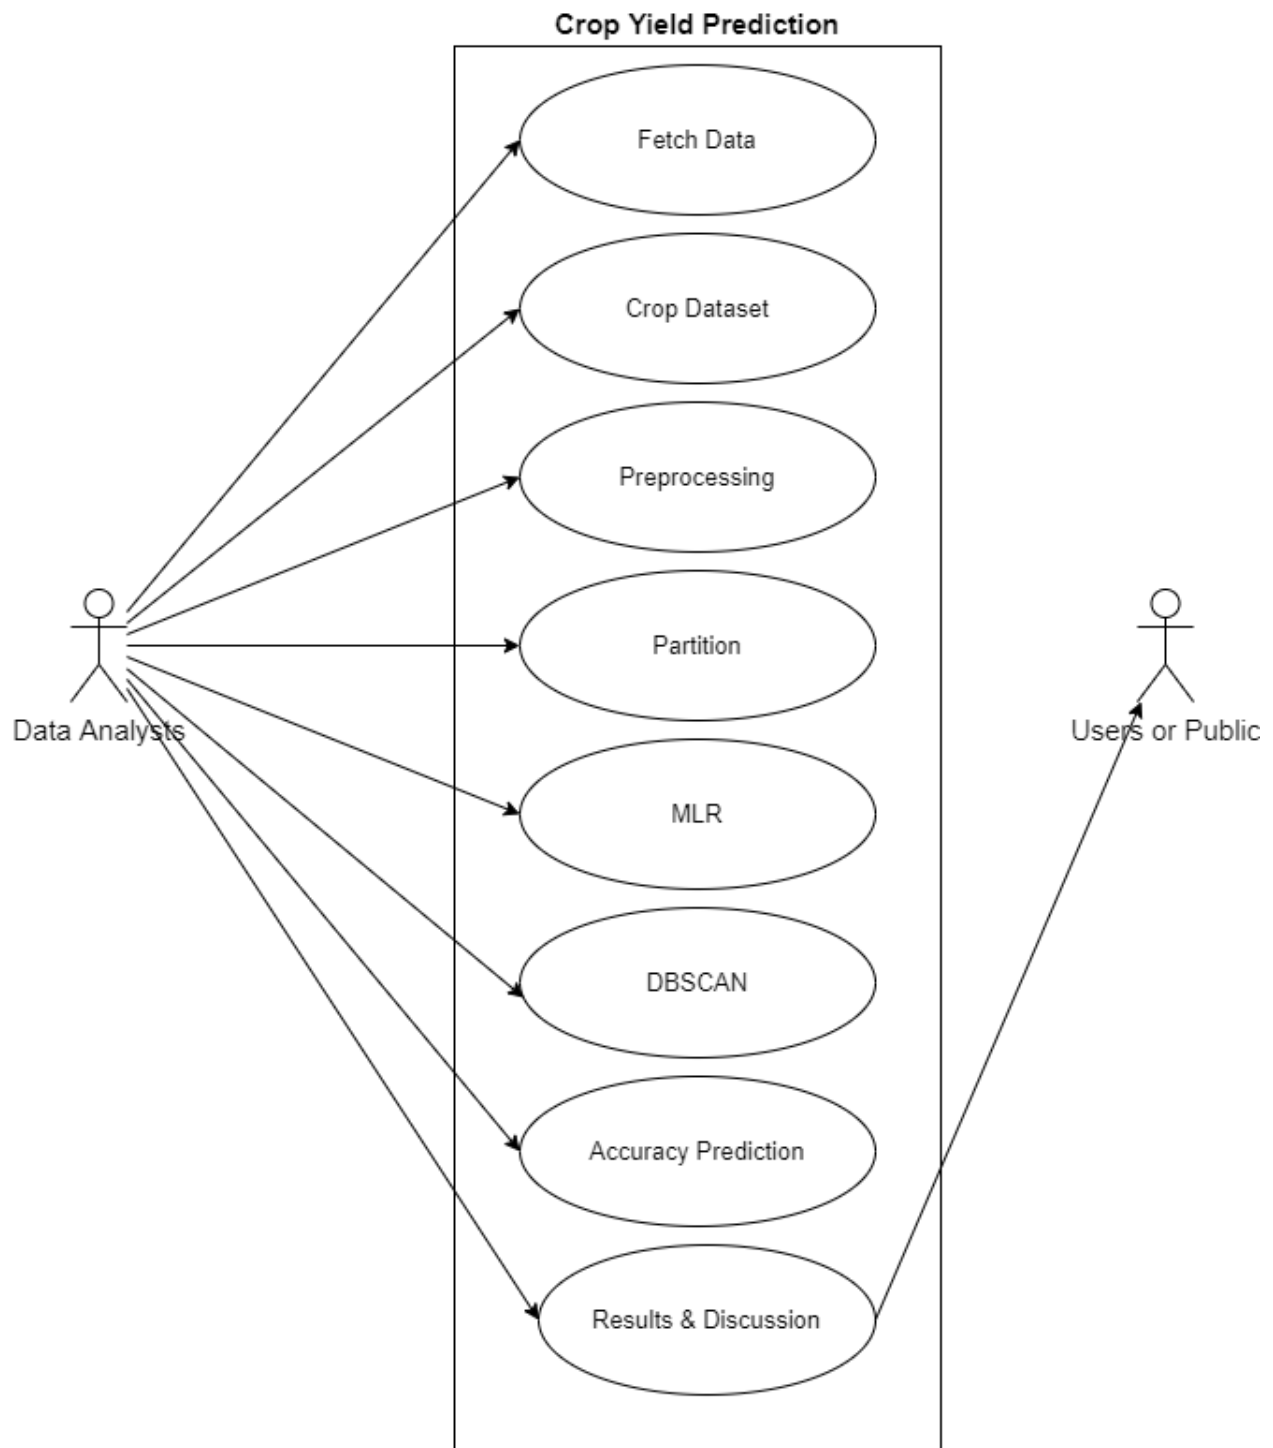 Crop Yield Prediction
Fetch Data
Crop Dataset
Preprocessing
Partition
Data Analysts
Users or Public
MLR
DBSCAN
Accuracy Prediction
Results & Discussion